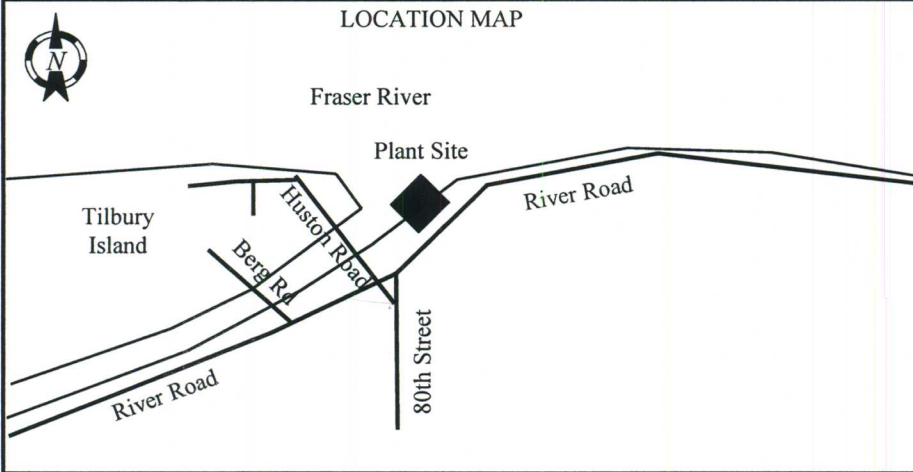 LOCATION MAP
N
Fraser River
Plant Site
River Road
Tilbury
Island
Huston Road
Berg Rd
80th Street
River Road